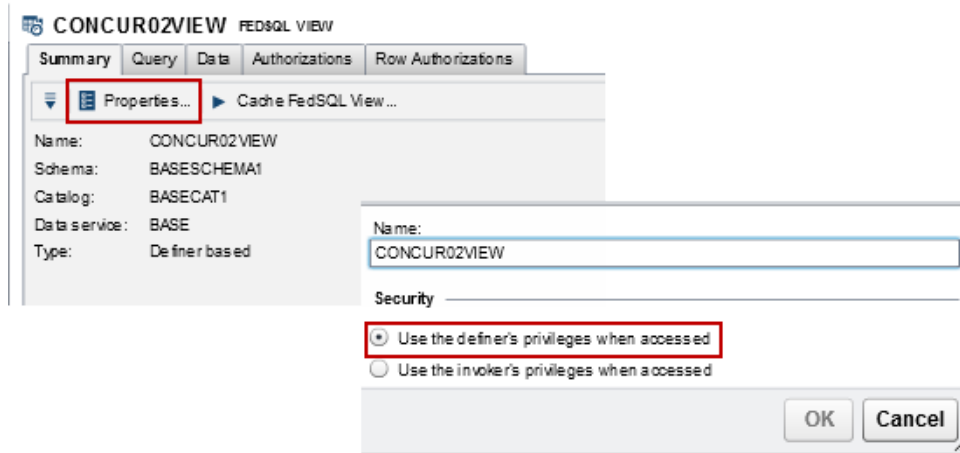 CONCUR02VIEW FEDSQL VIEW
Summary Query Data Authorizations Row Authorizations
Properties... Cache FedSQL View...
Name: CONCUR02VIEW
Schema: BASESCHEMA1
Catalog: BASECAT1
Data service: BASE
Type: Definer based
Name:
CONCUR02VIEW
Security
Use the definer's privileges when accessed
Use the invoker's privileges when accessed
OK Cancel